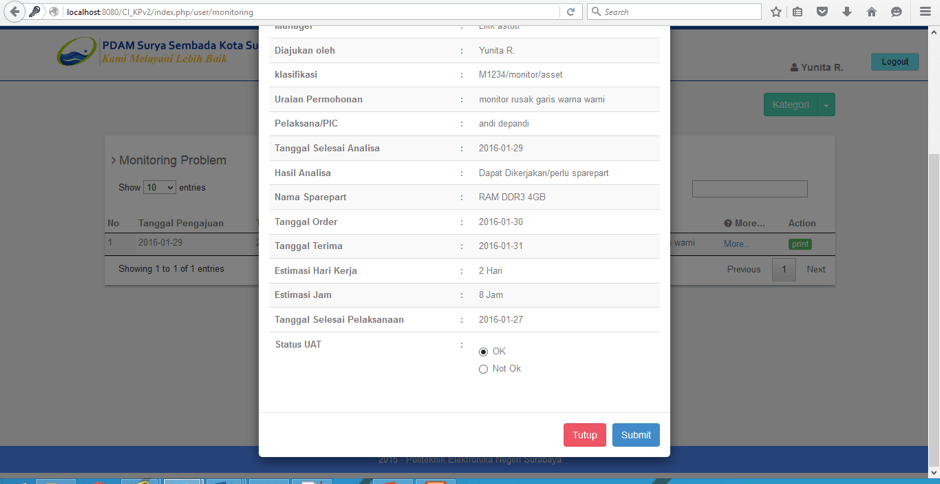 localhost:8080/CI_KPv2/index.php/user/monitoring
Search
PDAM Surya Sembada Kota Su
Kami Melayani Lebih Baik
Yunita R.
Logout
Kategori
Manager : Lilik astuti
Diajukan oleh : Yunita R.
klasifikasi : M1234/monitor/asset
Uraian Permohonan : monitor rusak garis warna warni
Pelaksana/PIC : andi depandi
Tanggal Selesai Analisa : 2016-01-29
Hasil Analisa : Dapat Dikerjakan/perlu sparepart
Nama Sparepart : RAM DDR3 4GB
Tanggal Order : 2016-01-30
Tanggal Terima : 2016-01-31
Estimasi Hari Kerja : 2 Hari
Estimasi Jam : 8 Jam
Tanggal Selesai Pelaksanaan : 2016-01-27
Status UAT :
OK
Not Ok
Tutup Submit
> Monitoring Problem
Show 10 entries
No Tanggal Pengajuan More... Action
1 2016-01-29 warni More.. print
Showing 1 to 1 of 1 entries
Previous 1 Next
2015 - Politeknik Elektronika Negeri Surabaya